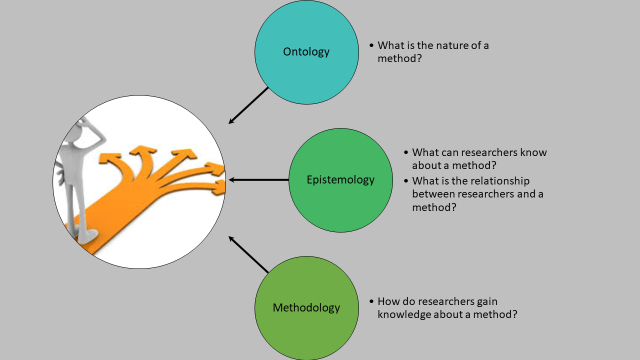 Ontology
• What is the nature of a
method?
Epistemology
• What can researchers know
about a method?
• What is the relationship
between researchers and a
method?
Methodology
• How do researchers gain
knowledge about a method?